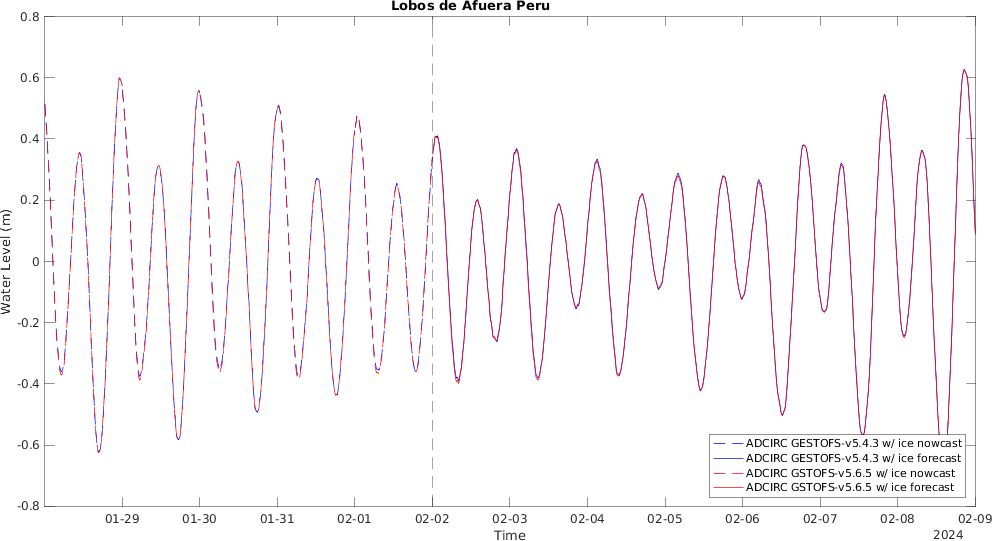 Lobos de Afuera Peru
0.8
0.6
0.4
0.2
0
-0.2
-0.4
-0.6
-0.8
Water Level (m)
01-29 01-30 01-31 02-01 02-02 02-03 02-04 02-05 02-06 02-07 02-08 02-09
Time
2024
ADCIRC GESTOFS-v5.4.3 w/ ice nowcast
ADCIRC GESTOFS-v5.4.3 w/ ice forecast
ADCIRC GSTOFS-v5.6.5 w/ ice nowcast
ADCIRC GSTOFS-v5.6.5 w/ ice forecast